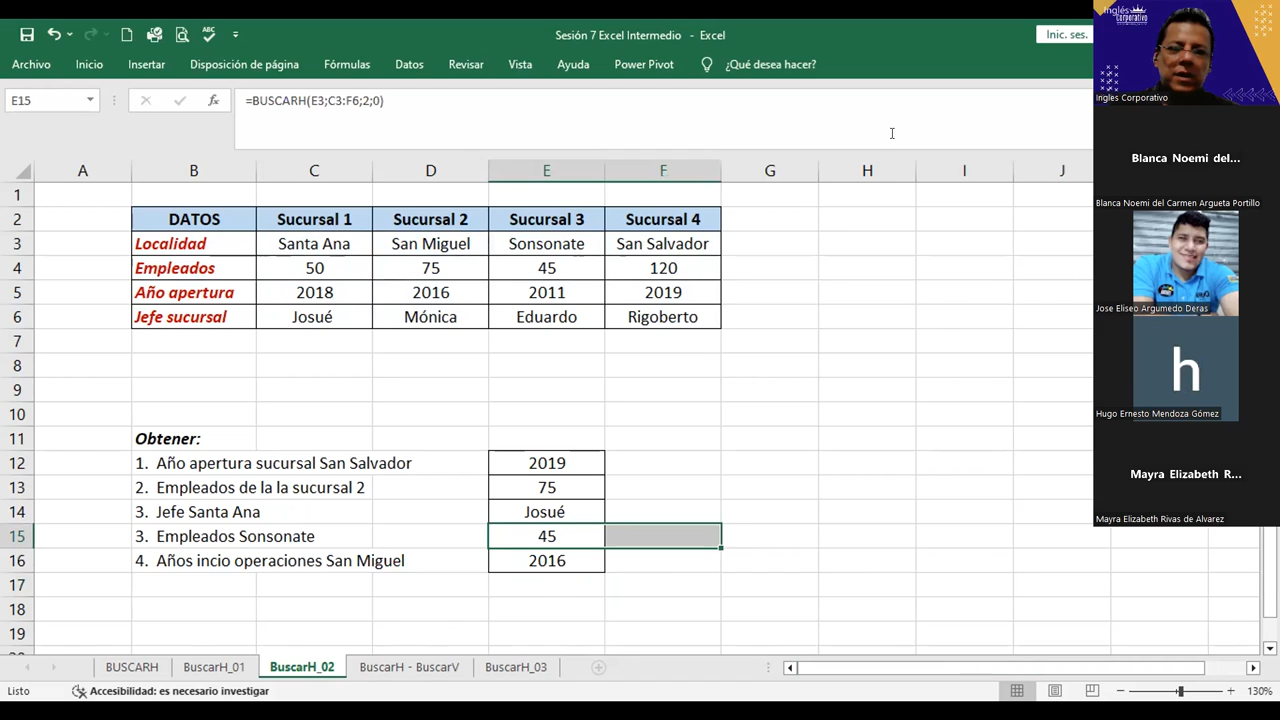 Sesión 7 Excel Intermedio - Excel
Inic. ses.
Archivo Inicio Insertar Disposición de página Fórmulas Datos Revisar Vista Ayuda Power Pivot ¿Qué desea hacer?
E15 fx =BUSCARH(E3;C3:F6;2;0)
A B C D E F G H I J
1
2 DATOS Sucursal 1 Sucursal 2 Sucursal 3 Sucursal 4
3 Localidad Santa Ana San Miguel Sonsonate San Salvador
4 Empleados 50 75 45 120
5 Año apertura 2018 2016 2011 2019
6 Jefe sucursal Josué Mónica Eduardo Rigoberto
7
8
9
10
11 Obtener:
12 1. Año apertura sucursal San Salvador 2019
13 2. Empleados de la la sucursal 2 75
14 3. Jefe Santa Ana Josué
15 3. Empleados Sonsonate 45
16 4. Años incio operaciones San Miguel 2016
17
18
19
BUSCARH BuscarH_01 BuscarH_02 BuscarH - BuscarV BuscarH_03
Listo Accesibilidad: es necesario investigar 130%
Inglés
Corporativo
Ingles Corporativo
Blanca Noemi del...
Blanca Noemi del Carmen Argueta Portillo
Jose Eliseo Argumedo Deras
h
Hugo Ernesto Mendoza Gómez
Mayra Elizabeth R...
Mayra Elizabeth Rivas de Alvarez